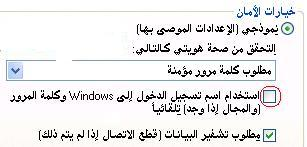 خيارات الأمان
نموذجي (الإعدادات الموصى بها)
التحقق من صحة هويتي كالتالي:
مطلوب كلمة مرور مؤمنة
استخدام اسم تسجيل الدخول إلى Windows وكلمة المرور
(والمجال إذا وجد) تلقائياً
مطلوب تشفير البيانات (قطع الاتصال إذا لم يتم ذلك)